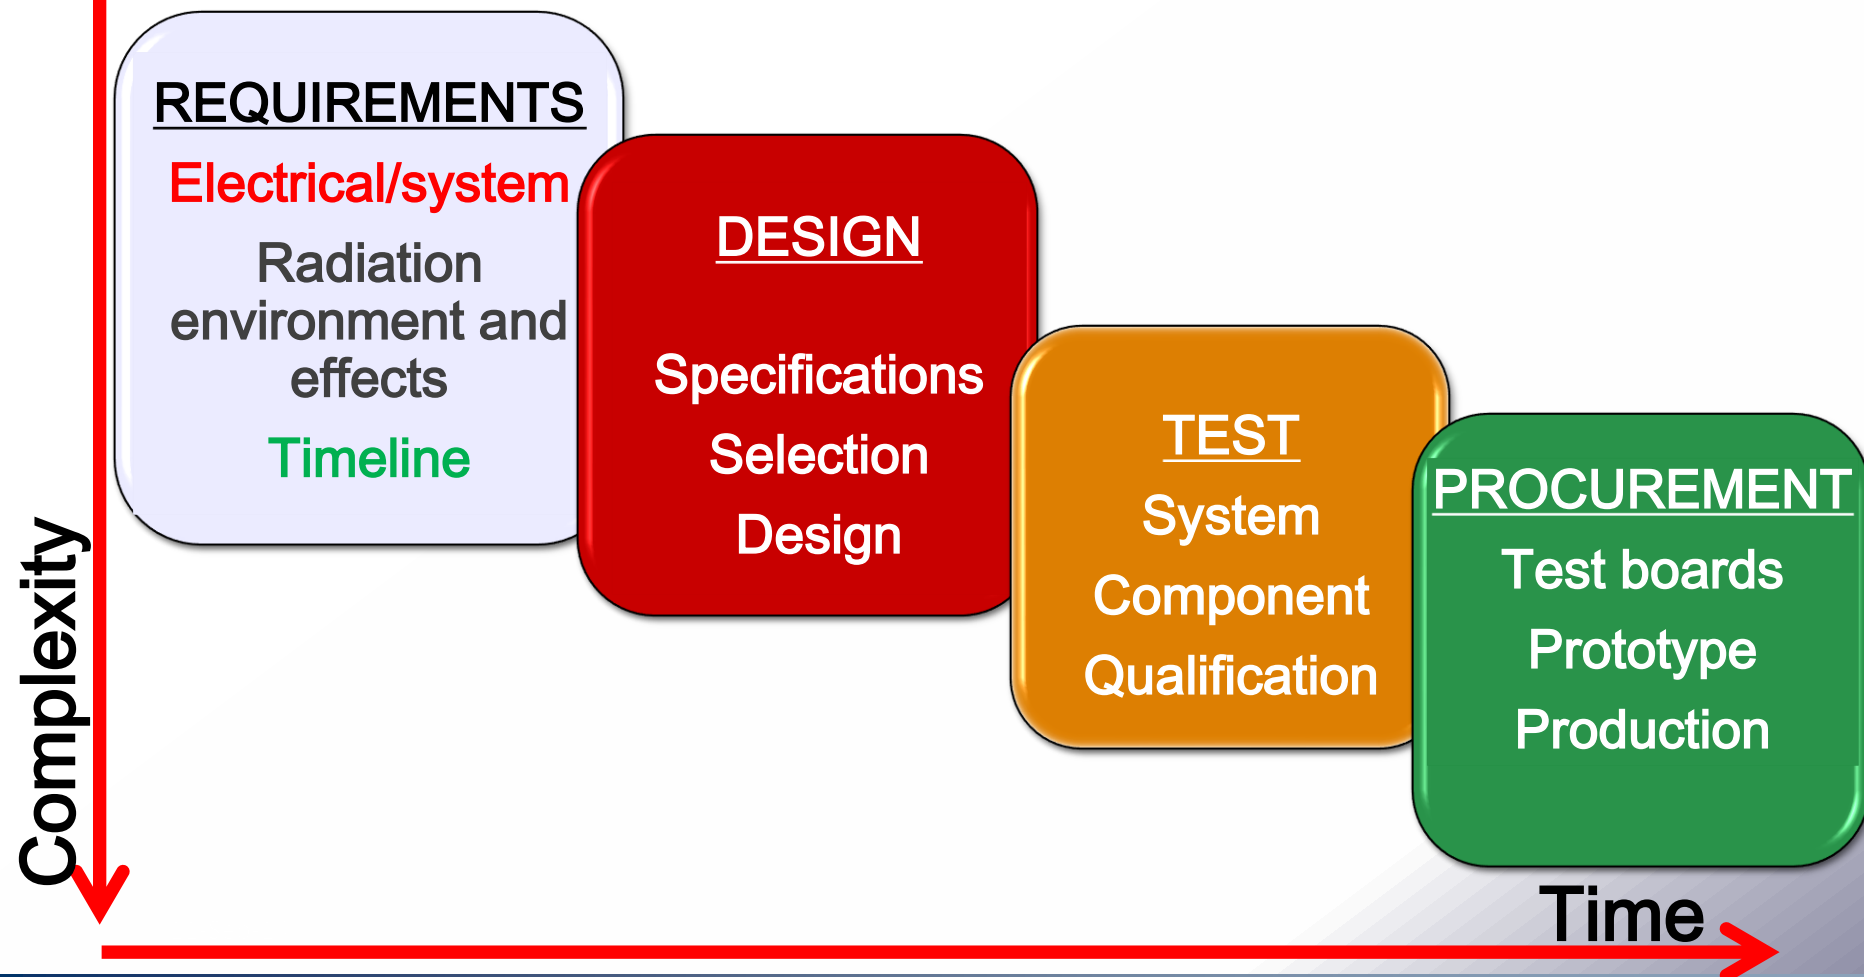 REQUIREMENTS
Electrical/system
Radiation
environment and
effects
Timeline
DESIGN
Specifications
Selection
Design
TEST
System
Component
Qualification
PROCUREMENT
Test boards
Prototype
Production
Complexity
Time